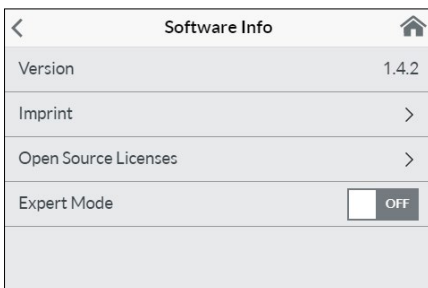 Software Info
Version 1.4.2
Imprint
Open Source Licenses
Expert Mode OFF